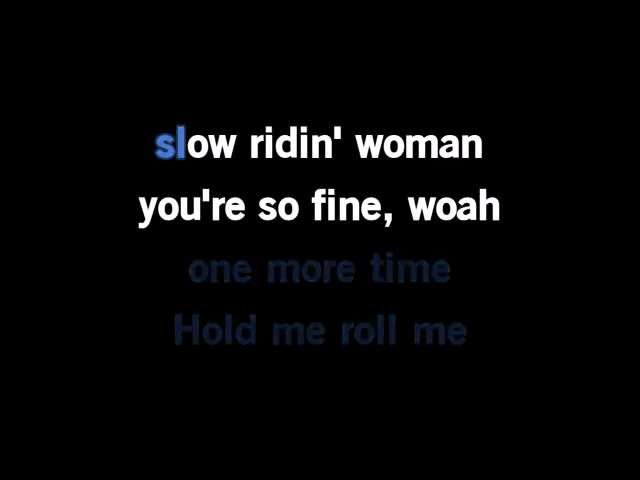 slow ridin' woman
you're so fine, woah
one more time
Hold me roll me